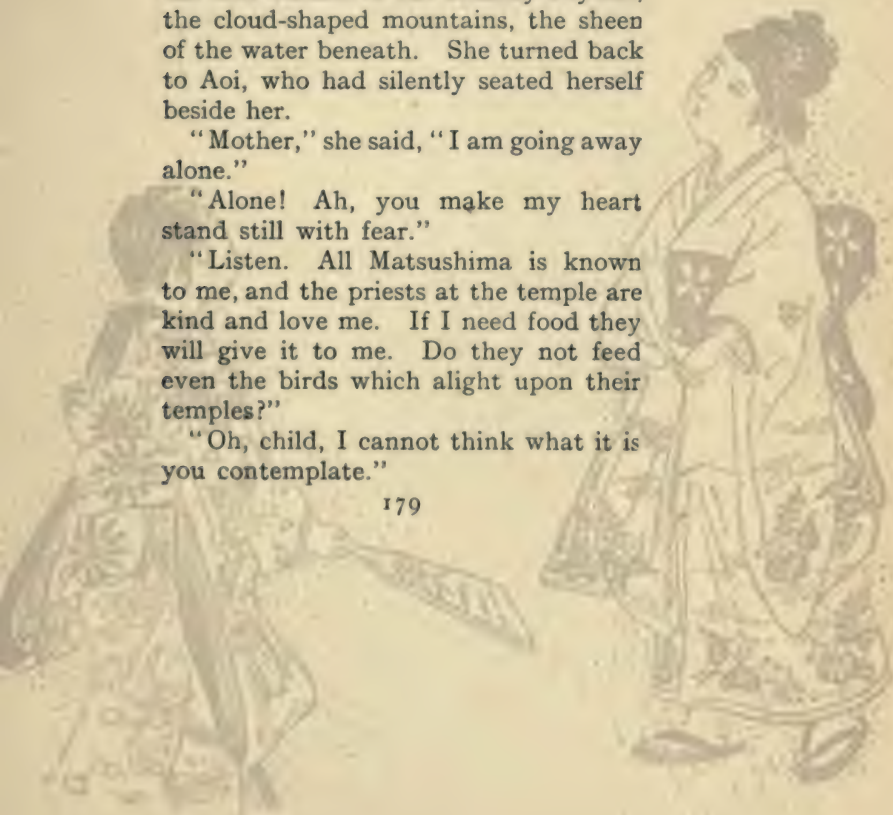 the cloud-shaped mountains, the sheen
of the water beneath. She turned back
to Aoi, who had silently seated herself
beside her.
"Mother," she said, "I am going away
alone."
"Alone! Ah, you make my heart
stand still with fear."
"Listen. All Matsushima is known
to me, and the priests at the temple are
kind and love me. If I need food they
will give it to me. Do they not feed
even the birds which alight upon their
temples?"
"Oh, child, I cannot think what it is
you contemplate."
179